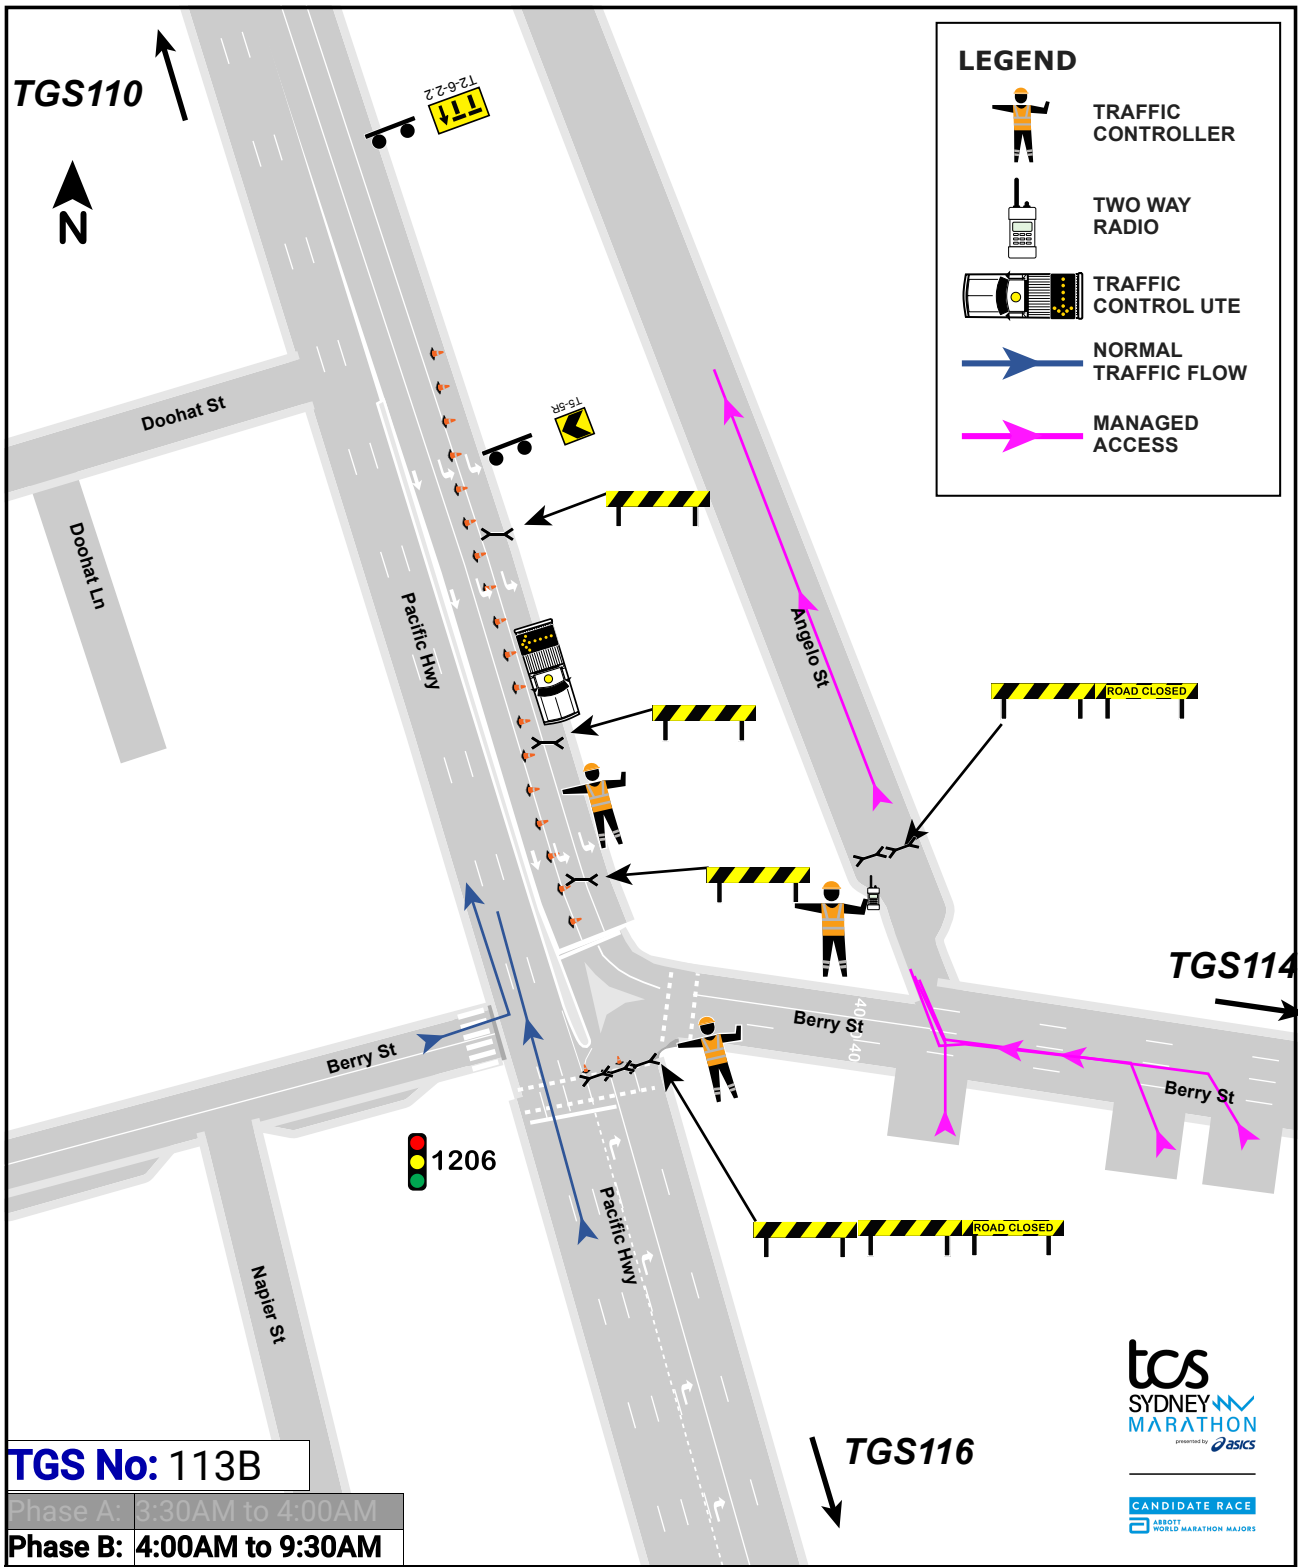 TGS110
N
T2-6-2.2
LEGEND
TRAFFIC
CONTROLLER
TWO WAY
RADIO
TRAFFIC
CONTROL UTE
NORMAL
TRAFFIC FLOW
MANAGED
ACCESS
Doohat St
T5-5R
Doohat Ln
Pacific Hwy
Angelo St
ROAD CLOSED
TGS114
Berry St
40
40
Berry St
Berry St
1206
Pacific Hwy
ROAD CLOSED
Napier St
tcs
SYDNEY
MARATHON
presented by asics
CANDIDATE RACE
ABBOTT
WORLD MARATHON MAJORS
TGS116
TGS No: 113B
Phase A: 3:30AM to 4:00AM
Phase B: 4:00AM to 9:30AM